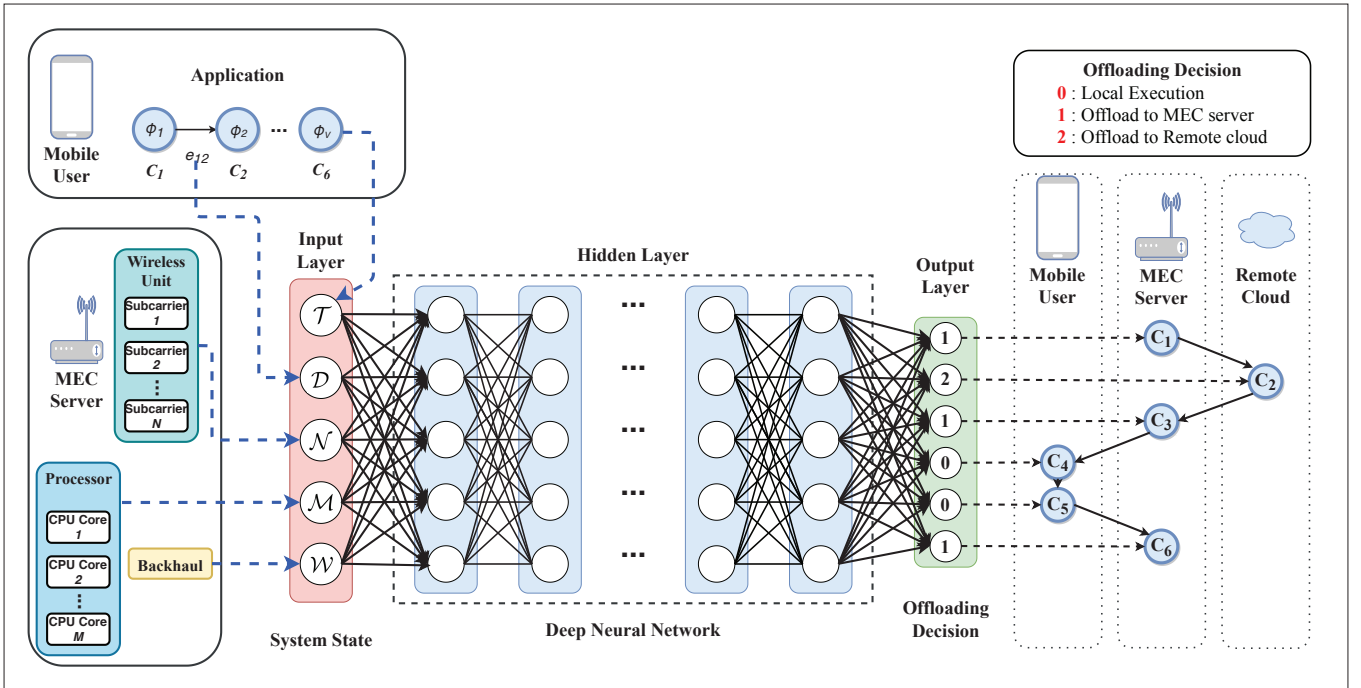 Application
ϕ1
ϕ2
...
ϕv
e12
Mobile
User
C1
C2
C6
Offloading Decision
0 : Local Execution
1 : Offload to MEC server
2 : Offload to Remote cloud
Wireless
Unit
Subcarrier
1
Subcarrier
2
Subcarrier
N
MEC
Server
Processor
CPU Core
1
CPU Core
2
CPU Core
M
Backhaul
Input
Layer
T
D
N
M
W
System State
Hidden Layer
...
...
...
...
...
Deep Neural Network
Output
Layer
1
2
1
0
0
1
Offloading
Decision
Mobile
User
MEC
Server
Remote
Cloud
C1
C2
C3
C4
C5
C6